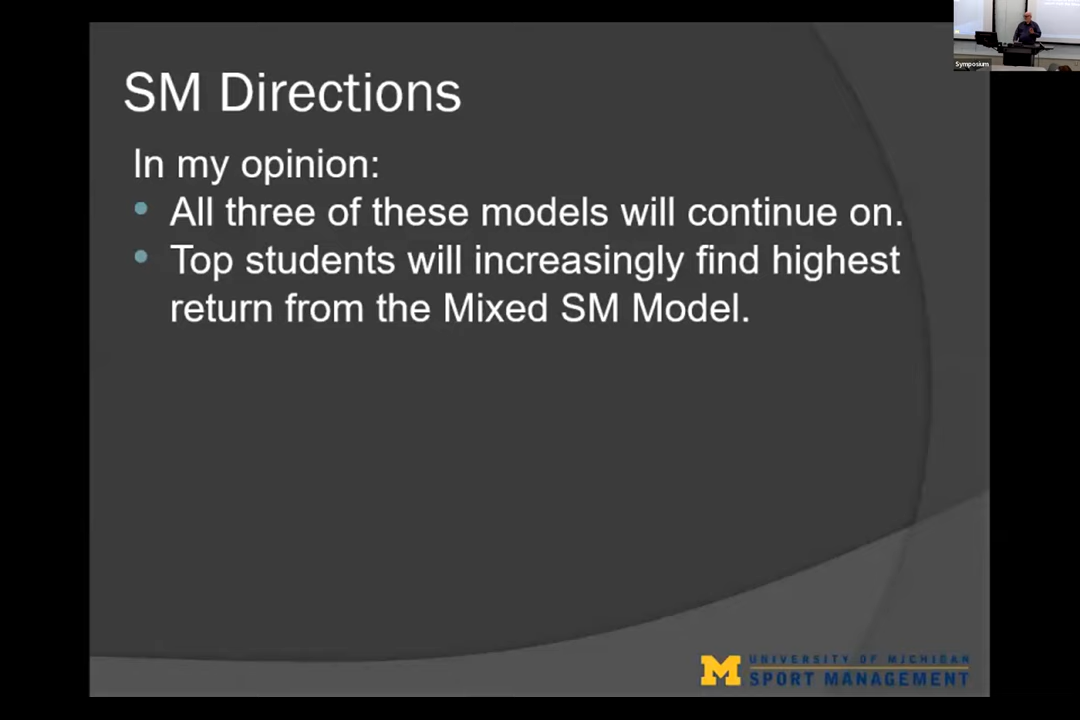 Symposium
SM Directions
In my opinion:
• All three of these models will continue on.
• Top students will increasingly find highest
return from the Mixed SM Model.
M UNIVERSITY OF MICHIGAN
SPORT MANAGEMENT